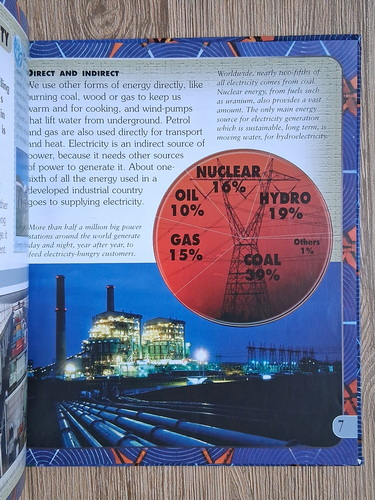 TY
DIRECT AND INDIRECT
We use other forms of energy directly, like
burning coal, wood or gas to keep us
warm and for cooking, and wind-pumps
that lift water from underground. Petrol
and gas are also used directly for transport
and heat. Electricity is an indirect source of
power, because it needs other sources
of power to generate it. About one-
sixth of all the energy used in a
developed industrial country
goes to supplying electricity.
Worldwide, nearly two-fifths of
all electricity comes from coal.
Nuclear energy, from fuels such
as uranium, also provides a vast
amount. The only main energy
source for electricity generation
which is sustainable, long term, is
moving water, for hydroelectricity.
More than half a million big power
stations around the world generate
day and night, year after year, to
feed electricity-hungry customers.
NUCLEAR
16%
OIL
10%
HYDRO
19%
GAS
15%
Others
1%
COAL
39%
7